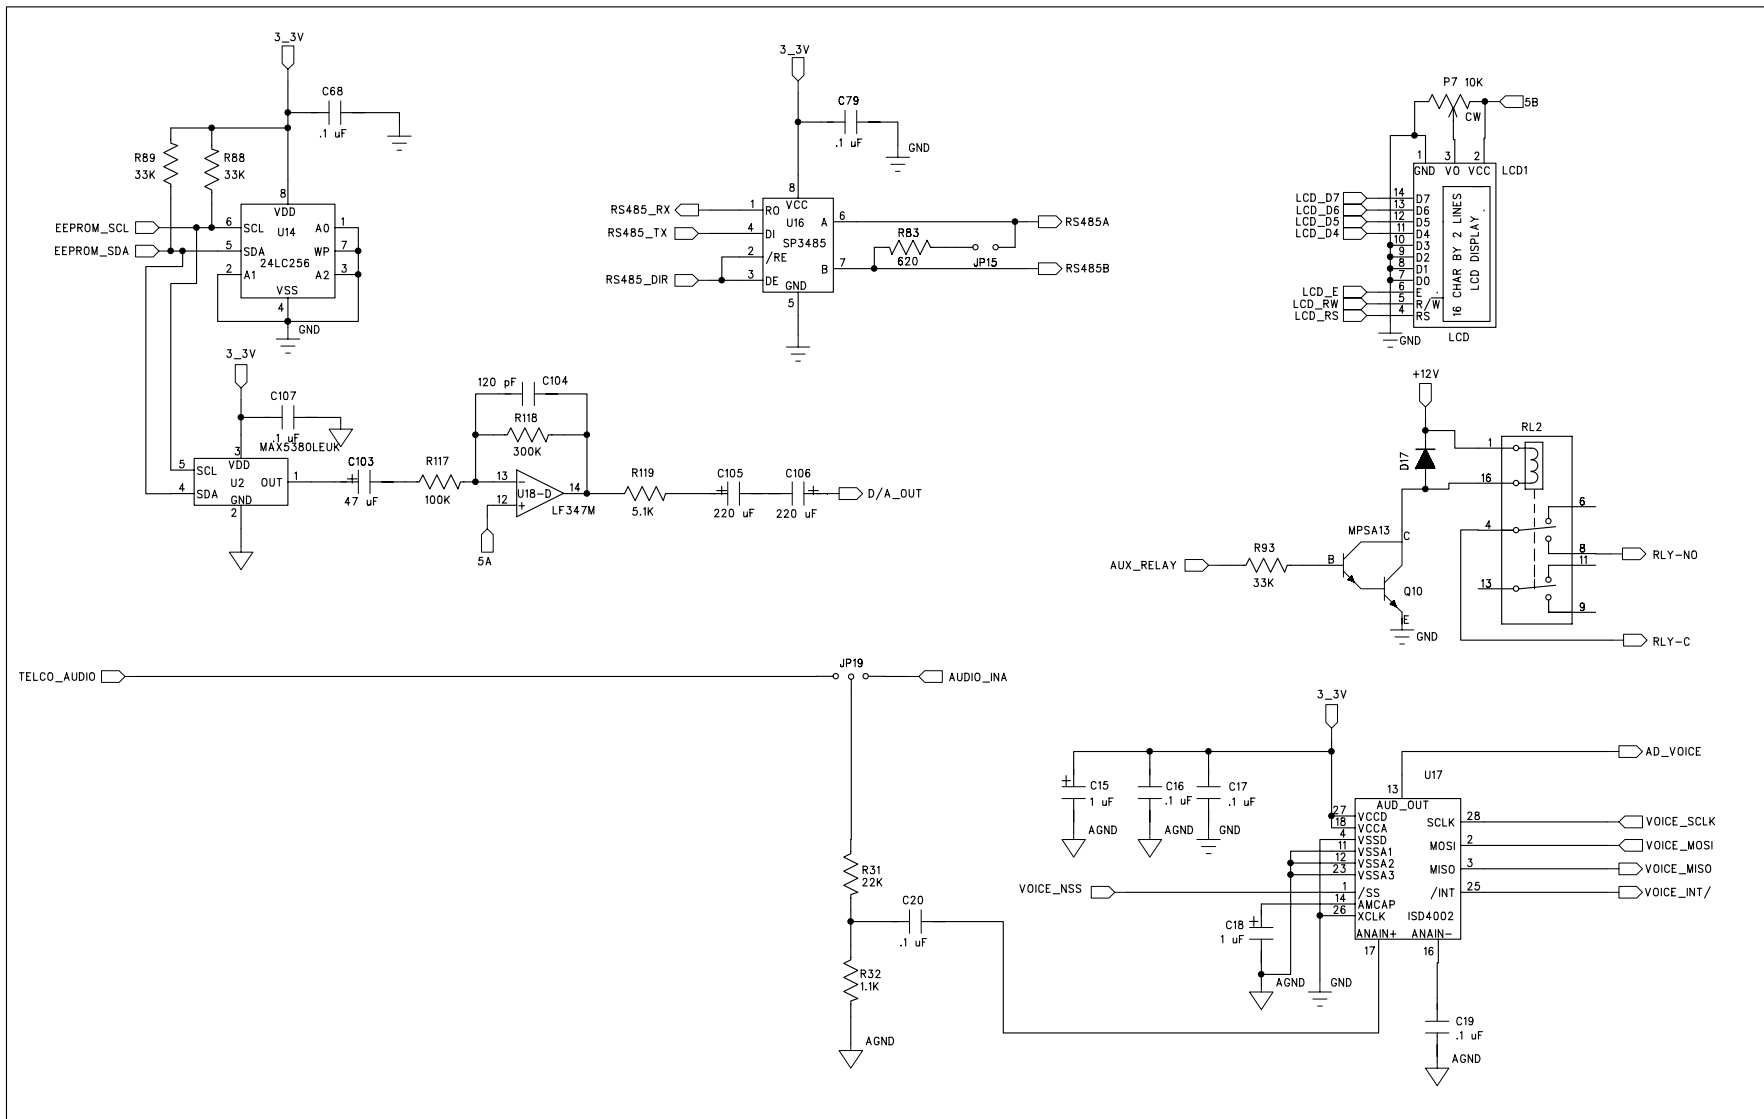 3_3V
C68
.1 uF
R89
33K
R88
33K
8
VDD
EEPROM_SCL
6
SCL
A0
1
U14
EEPROM_SDA
5
SDA
WP
7
24LC256
2
A1
A2
3
VSS
4
GND
3_3V
C79
.1 uF
GND
8
VCC
RS485_RX
1
RO
U16
A
6
RS485A
RS485_TX
4
DI
SP3485
R83
620
JP15
2
/RE
B
7
RS485B
RS485_DIR
3
DE
GND
5
P7 10K
5B
CW
1
3
2
GND
VO
VCC
LCD1
LCD_D7
14
D7
LCD_D6
13
D6
LCD_D5
12
D5
LCD_D4
11
D4
10
D3
9
D2
8
D1
7
D0
LCD_E
6
E
LCD_RW
5
R/W
LCD_RS
4
RS
16 CHAR BY 2 LINES
LCD DISPLAY
GND
LCD
3_3V
C107
.1 uF
MAX5380LEUK
3
VDD
5
SCL
U2
OUT
1
4
SDA
GND
2
C103
47 uF
R117
100K
120 pF
C104
R118
300K
13
U18-D
14
12
LF347M
5A
R119
5.1K
C105
220 uF
C106
220 uF
D/A_OUT
+12V
D17
RL2
1
16
6
4
8
11
13
9
RLY-NO
RLY-C
MPSA13
C
AUX_RELAY
R93
33K
B
Q10
E
GND
TELCO_AUDIO
JP19
AUDIO_INA
3_3V
C15
1 uF
AGND
C16
.1 uF
AGND
C17
.1 uF
GND
AD_VOICE
U17
13
AUD_OUT
27
VCCD
18
VCCA
4
VSSD
11
VSSA1
12
VSSA2
23
VSSA3
VOICE_NSS
1
/SS
14
AMCAP
26
XCLK
SCLK
28
VOICE_SCLK
MOSI
2
VOICE_MOSI
MISO
3
VOICE_MISO
/INT
25
VOICE_INT/
ISD4002
ANAIN+
ANAIN-
17
16
C18
1 uF
AGND
GND
R31
22K
C20
.1 uF
R32
1.1K
AGND
C19
.1 uF
AGND